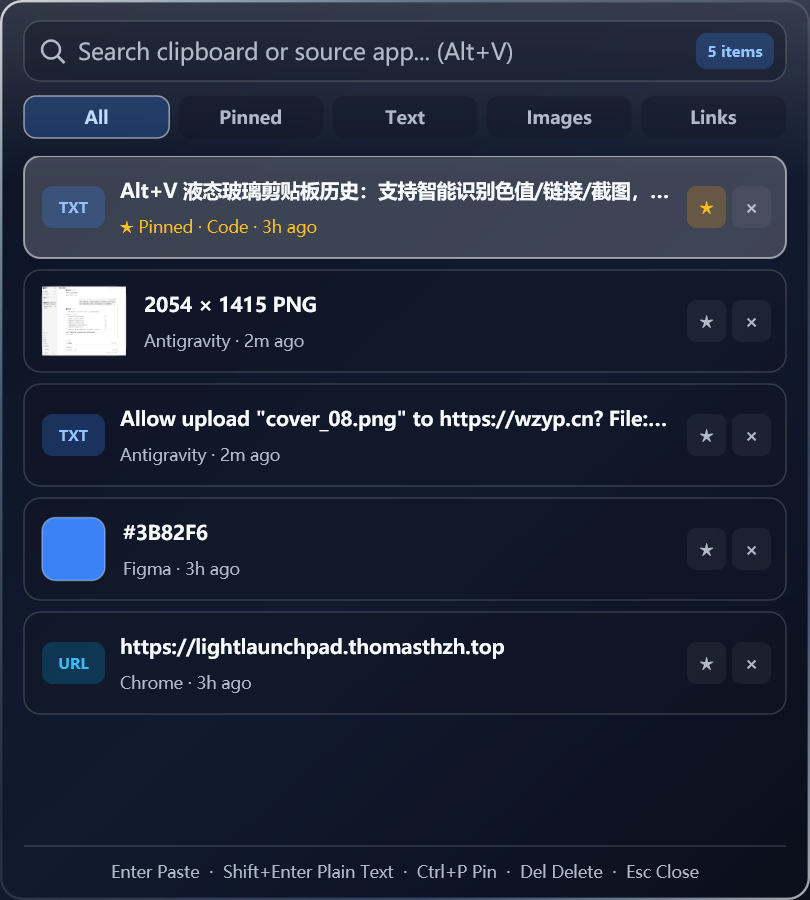 Search clipboard or source app... (Alt+V)
5 items
All
Pinned
Text
Images
Links
TXT
Alt+V 液态玻璃剪贴板历史：支持智能识别色值/链接/截图，...
★ Pinned · Code · 3h ago
★ ×
2054 × 1415 PNG
Antigravity · 2m ago
★ ×
TXT
Allow upload "cover_08.png" to https://wzyp.cn? File:...
Antigravity · 2m ago
★ ×
#3B82F6
Figma · 3h ago
★ ×
URL
https://lightlaunchpad.thomasthzh.top
Chrome · 3h ago
★ ×
Enter Paste · Shift+Enter Plain Text · Ctrl+P Pin · Del Delete · Esc Close